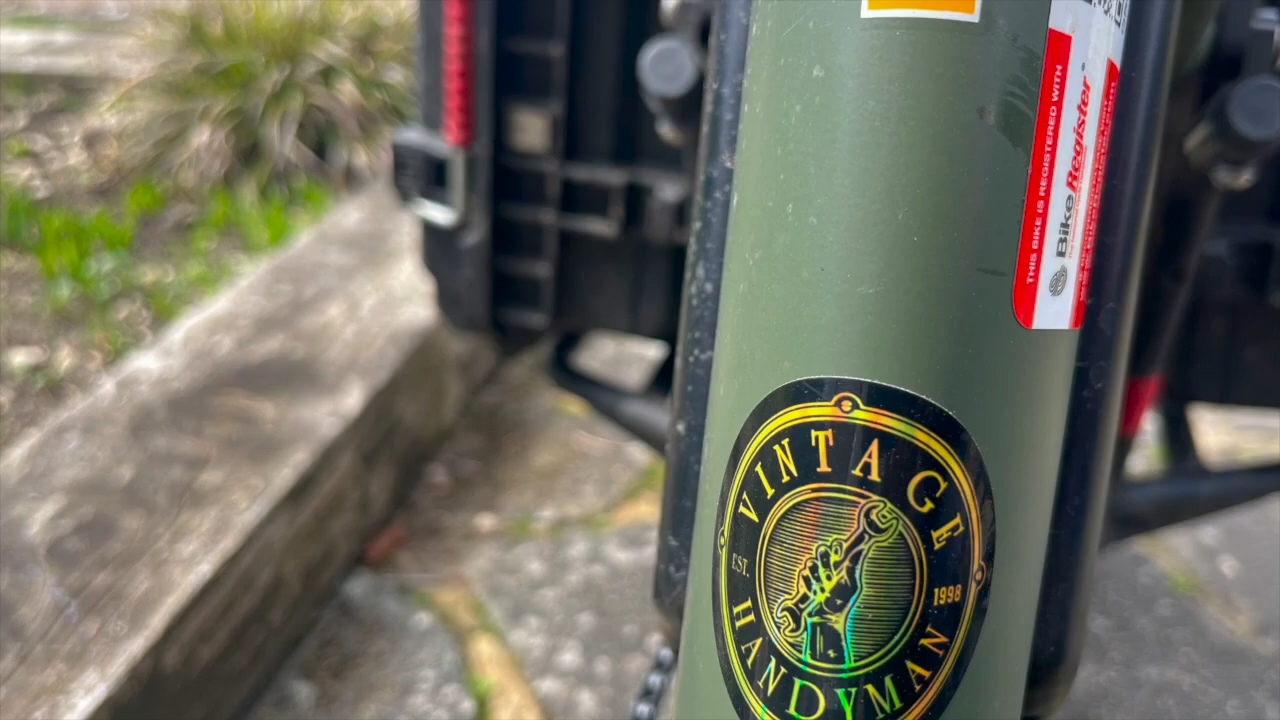 THIS BIKE IS REGISTERED WITH
BikeRegister
VINTAGE
EST.
1998
HANDYMAN